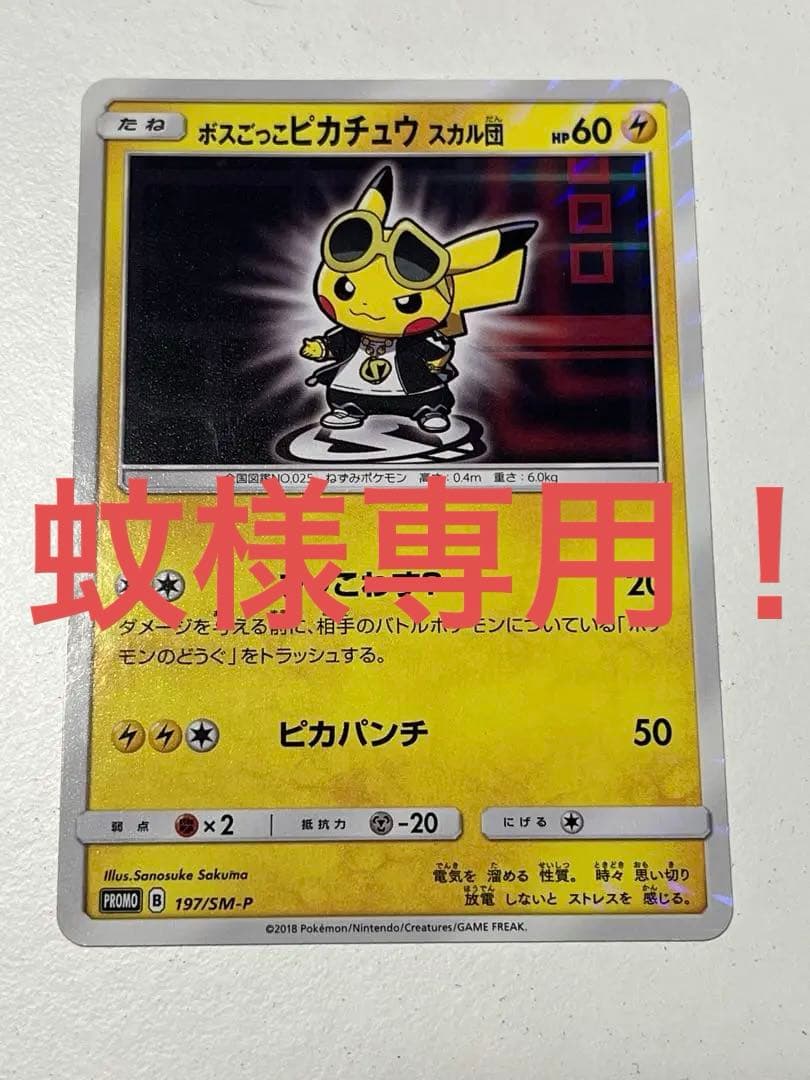 たね ボスごっこピカチュウ スカル団 HP60
全国図鑑NO.025 ねずみポケモン 高さ:0.4m 重さ:6.0kg
蚊様専用！
20
ダメージを与える前に、相手のバトルポケモンについている「ポケ
モンのどうぐ」をトラッシュする。
ピカパンチ 50
弱点 ×2 抵抗力 -20 にげる
Illus.Sanosuke Sakuma
電気を 溜める 性質。 時々 思い切り
放電 しないと ストレスを 感じる。
PROMO B 197/SM-P
©2018 Pokémon/Nintendo/Creatures/GAME FREAK.